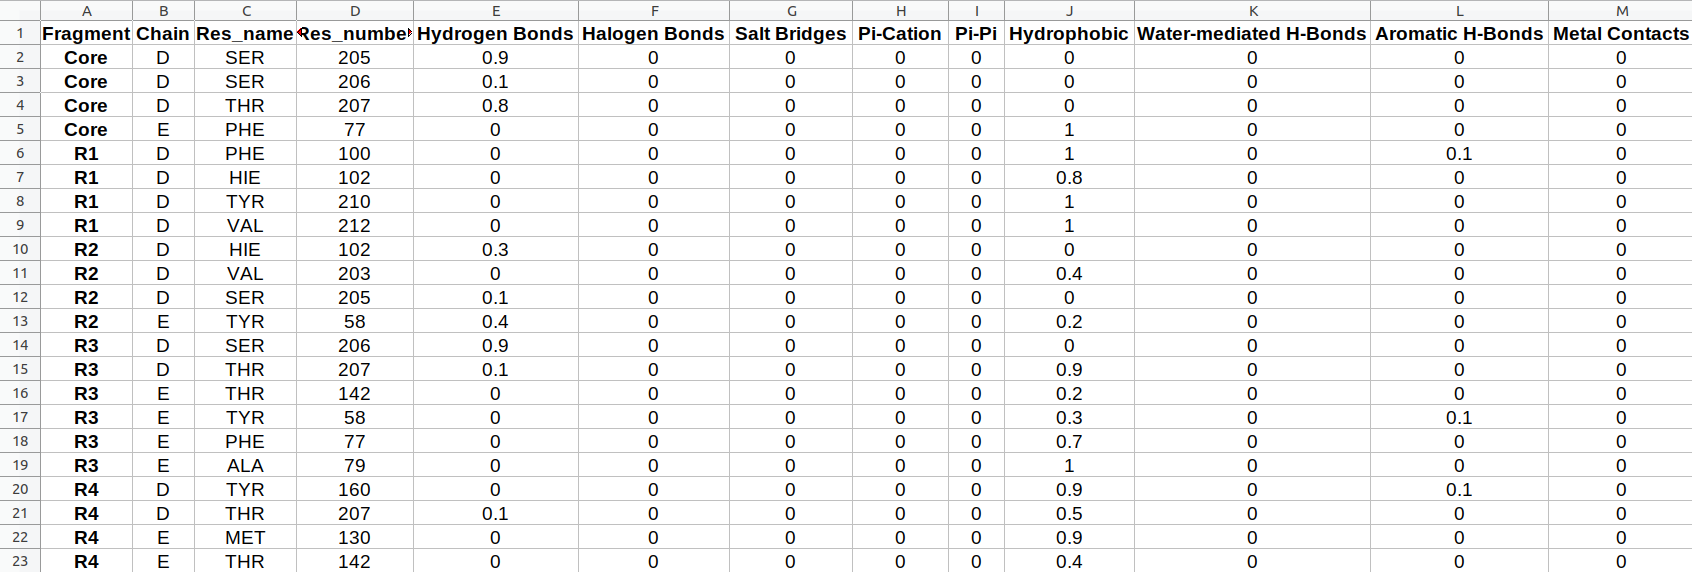 A B C D E F G H I J K L M
1 Fragment Chain Res_name Res_numbe Hydrogen Bonds Halogen Bonds Salt Bridges Pi-Cation Pi-Pi Hydrophobic Water-mediated H-Bonds Aromatic H-Bonds Metal Contacts
2 Core D SER 205 0.9 0 0 0 0 0 0 0 0
3 Core D SER 206 0.1 0 0 0 0 0 0 0 0
4 Core D THR 207 0.8 0 0 0 0 0 0 0 0
5 Core E PHE 77 0 0 0 0 0 1 0 0 0
6 R1 D PHE 100 0 0 0 0 0 1 0 0.1 0
7 R1 D HIE 102 0 0 0 0 0 0.8 0 0 0
8 R1 D TYR 210 0 0 0 0 0 1 0 0 0
9 R1 D VAL 212 0 0 0 0 0 1 0 0 0
10 R2 D HIE 102 0.3 0 0 0 0 0 0 0 0
11 R2 D VAL 203 0 0 0 0 0 0.4 0 0 0
12 R2 D SER 205 0.1 0 0 0 0 0 0 0 0
13 R2 E TYR 58 0.4 0 0 0 0 0.2 0 0 0
14 R3 D SER 206 0.9 0 0 0 0 0 0 0 0
15 R3 D THR 207 0.1 0 0 0 0 0.9 0 0 0
16 R3 E THR 142 0 0 0 0 0 0.2 0 0 0
17 R3 E TYR 58 0 0 0 0 0 0.3 0 0.1 0
18 R3 E PHE 77 0 0 0 0 0 0.7 0 0 0
19 R3 E ALA 79 0 0 0 0 0 1 0 0 0
20 R4 D TYR 160 0 0 0 0 0 0.9 0 0.1 0
21 R4 D THR 207 0.1 0 0 0 0 0.5 0 0 0
22 R4 E MET 130 0 0 0 0 0 0.9 0 0 0
23 R4 E THR 142 0 0 0 0 0 0.4 0 0 0